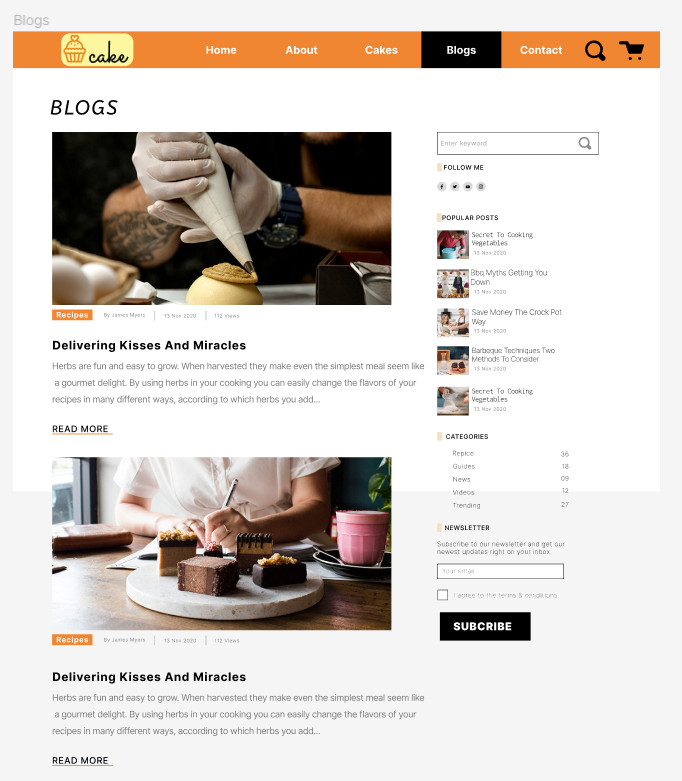 Blogs
cake
Home
About
Cakes
Blogs
Contact
BLOGS
Recipes
By James Myers
13 Nov 2020
112 Views
Delivering Kisses And Miracles
Herbs are fun and easy to grow. When harvested they make even the simplest meal seem like
a gourmet delight. By using herbs in your cooking you can easily change the flavors of your
recipes in many different ways, according to which herbs you add...
READ MORE
Recipes
By James Myers
13 Nov 2020
112 Views
Delivering Kisses And Miracles
Herbs are fun and easy to grow. When harvested they make even the simplest meal seem like
a gourmet delight. By using herbs in your cooking you can easily change the flavors of your
recipes in many different ways, according to which herbs you add...
READ MORE
Enter keyword
FOLLOW ME
POPULAR POSTS
Secret To Cooking
Vegetables
13 Nov 2020
Bbq Myths Getting You
Down
13 Nov 2020
Save Money The Crock Pot
Way
13 Nov 2020
Barbeque Techniques Two
Methods To Consider
13 Nov 2020
Secret To Cooking
Vegetables
13 Nov 2020
CATEGORIES
Repice 36
Guides 18
News 09
Videos 12
Trending 27
NEWSLETTER
Subscribe to our newsletter and get our
newest updates right on your inbox.
Your email
I agree to the terms & conditions
SUBCRIBE